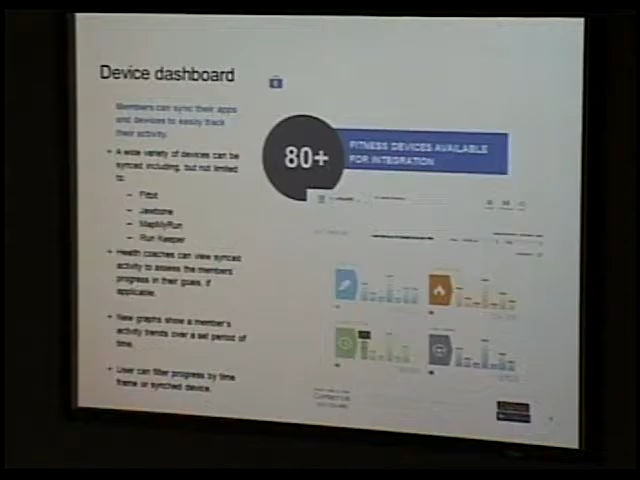 Device dashboard
Members can sync their apps
and devices to easily track
their activity.
A wide variety of devices can be
synced including, but not limited
to:
Fitbit
Jawbone
MapMyRun
Run Keeper
Health coaches can view synced
activity to assess the members
progress in their goals, if
applicable.
New graphs show a member's
activity trends over a set period of
time.
User can filter progress by time
frame or synched device.
80+
FITNESS DEVICES AVAILABLE
FOR INTEGRATION
Contact Us